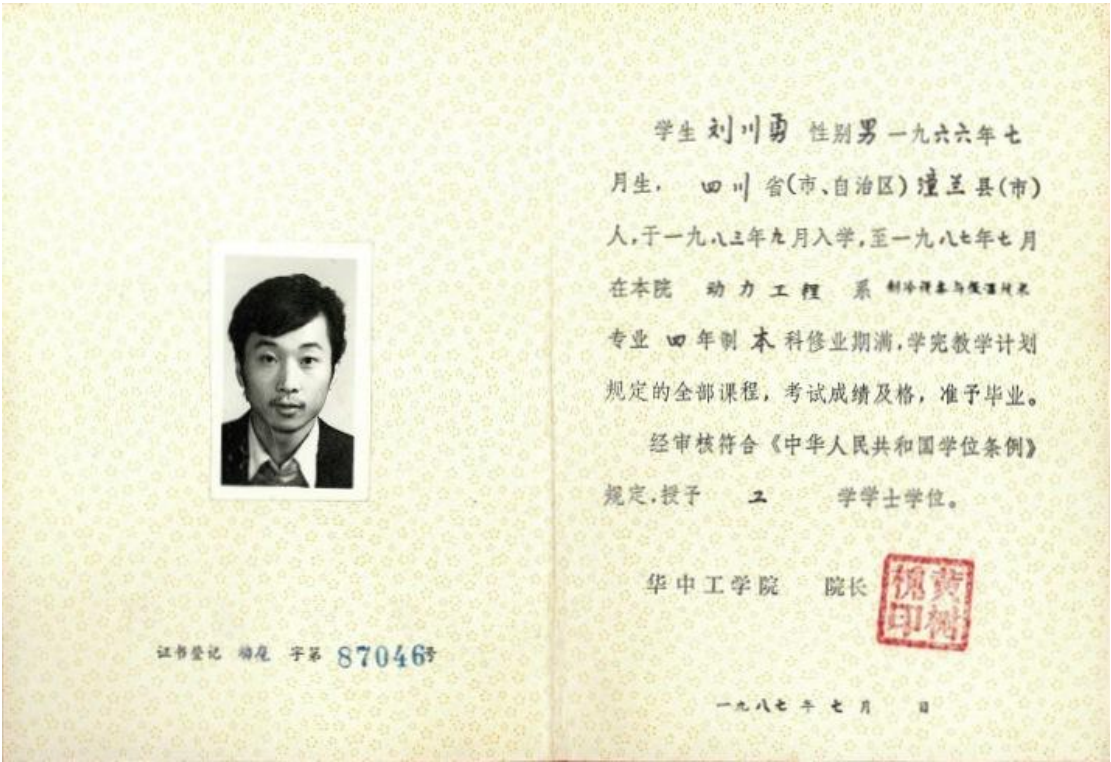 证书登记 动 字第 87046号
学生 刘川勇 性别男 一九六六年七
月生, 四川 省(市、自治区) 潼兰 县(市)
人,于一九八三年九月入学,至一九八七年七月
在本院 动力工程 系 制冷设备与低温技术
专业 四 年制 本 科修业期满,学完教学计划
规定的全部课程,考试成绩及格,准予毕业。
经审核符合《中华人民共和国学位条例》
规定,授予 工 学学士学位。
华中工学院 院长
黄树槐印
一九八七年 七 月 日